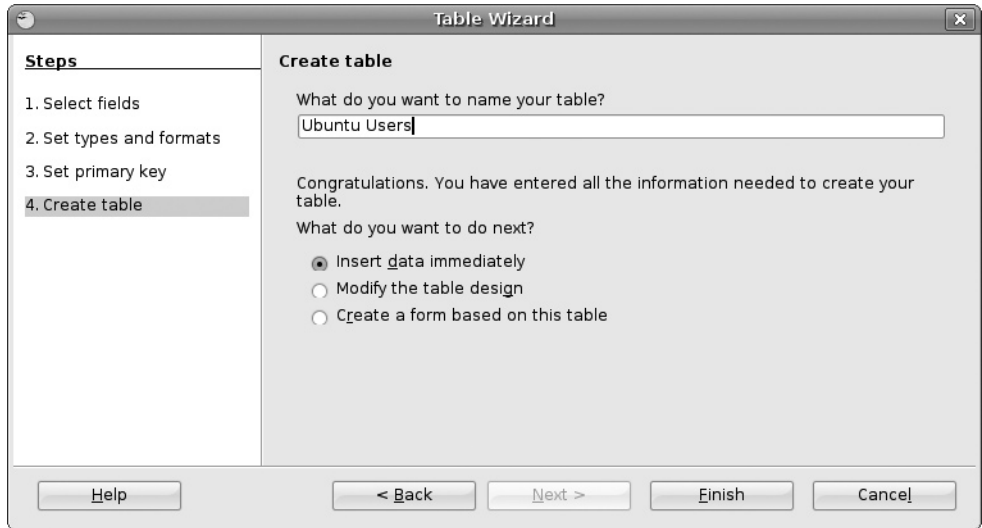 Table Wizard
Steps
1. Select fields
2. Set types and formats
3. Set primary key
4. Create table
Create table
What do you want to name your table?
Ubuntu Users
Congratulations. You have entered all the information needed to create your
table.
What do you want to do next?
Insert data immediately
Modify the table design
Create a form based on this table
Help
< Back
Next >
Finish
Cancel